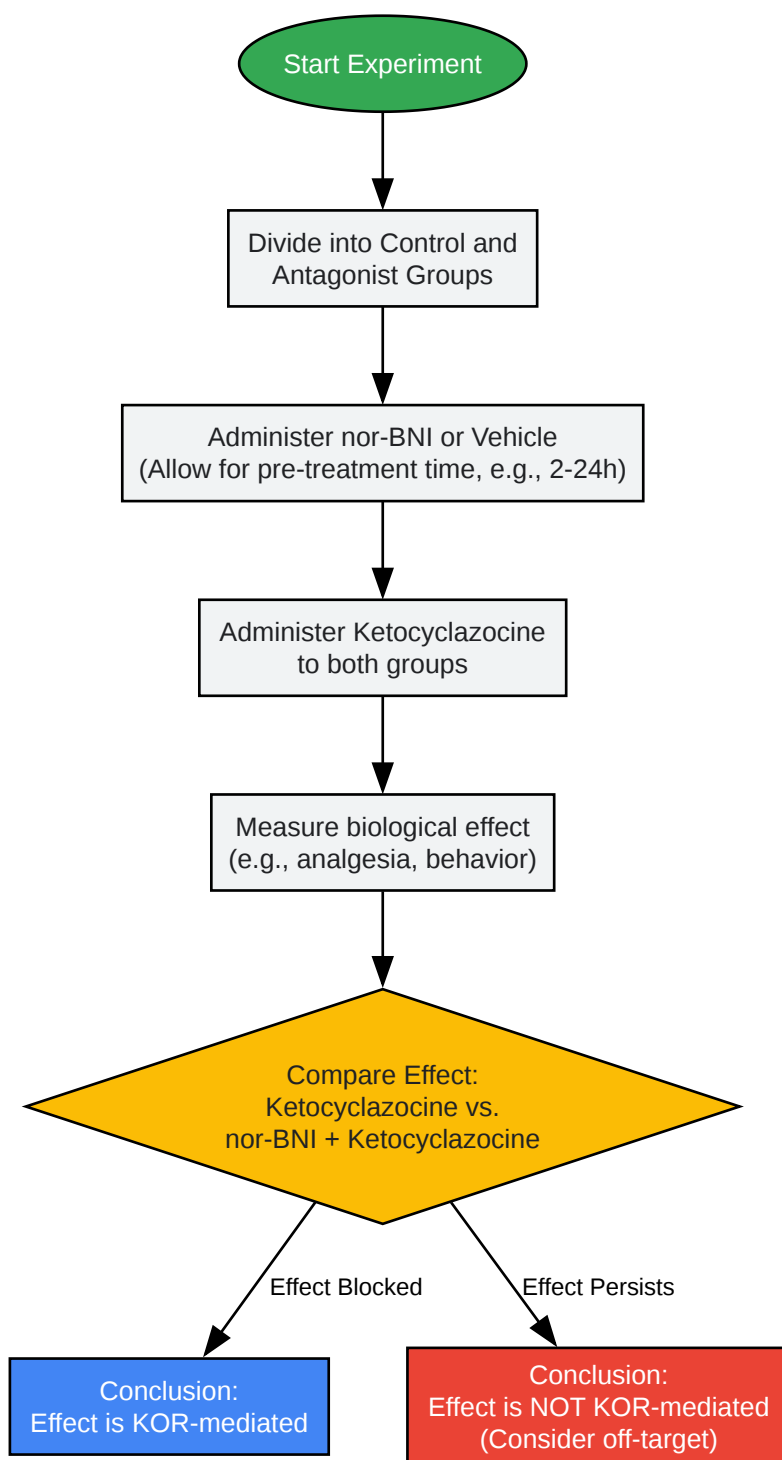 Start Experiment
Divide into Control and
Antagonist Groups
Administer nor-BNI or Vehicle
(Allow for pre-treatment time, e.g., 2-24h)
Administer Ketocyclazocine
to both groups
Measure biological effect
(e.g., analgesia, behavior)
Compare Effect:
Ketocyclazocine vs.
nor-BNI + Ketocyclazocine
Effect Blocked
Effect Persists
Conclusion:
Effect is KOR-mediated
Conclusion:
Effect is NOT KOR-mediated
(Consider off-target)